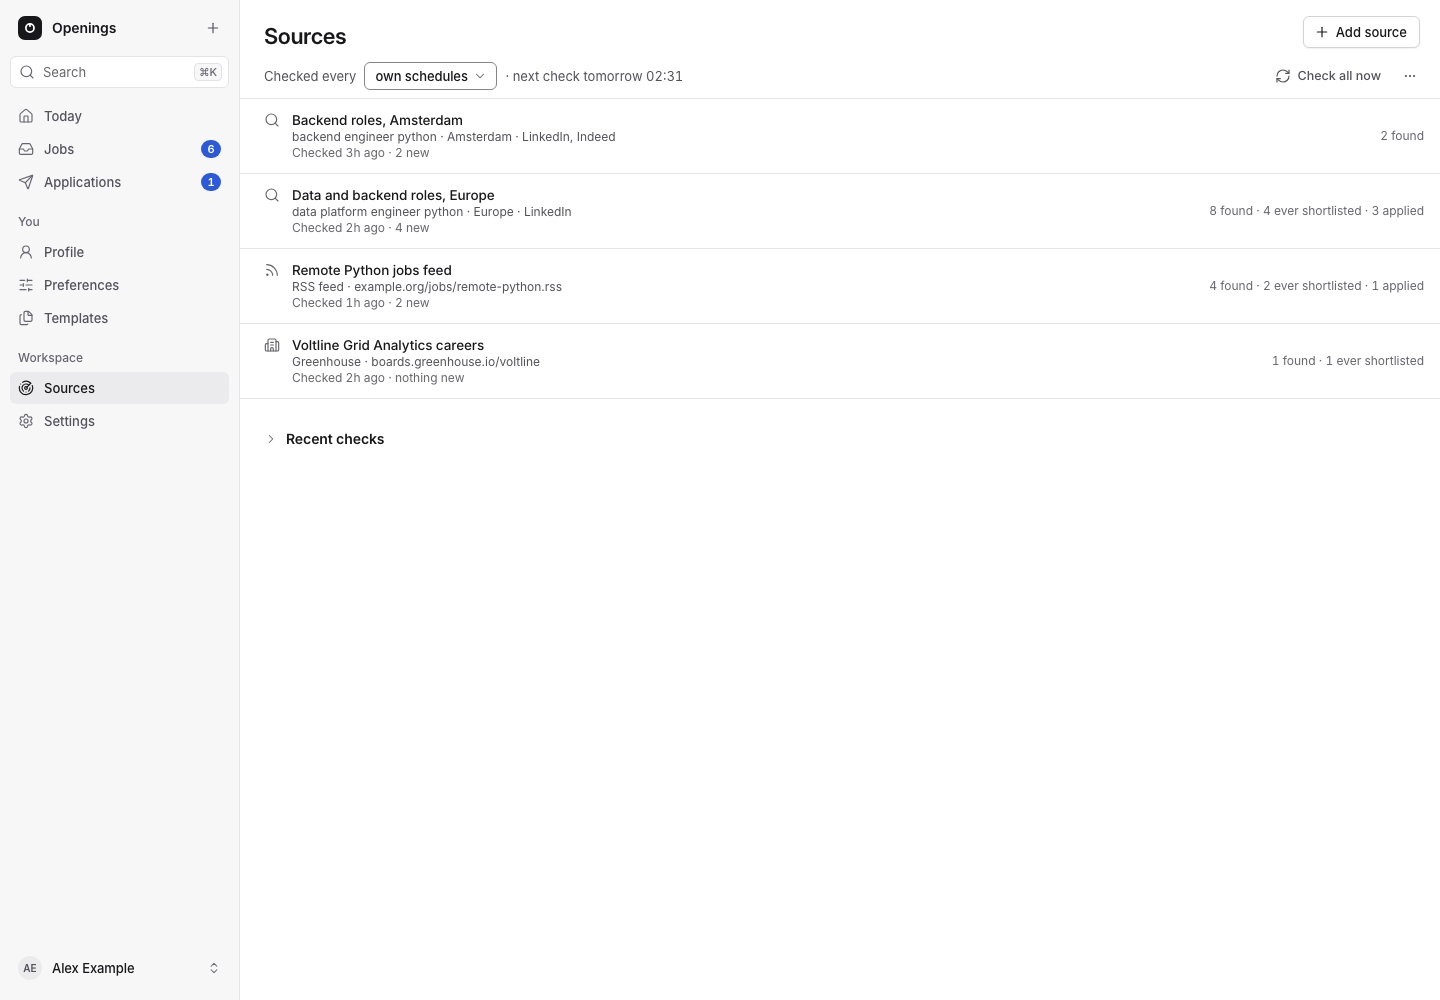 Openings
Search ⌘K
Today
Jobs 6
Applications 1
You
Profile
Preferences
Templates
Workspace
Sources
Settings
AE Alex Example
Sources
Add source
Checked every own schedules · next check tomorrow 02:31
Check all now
Backend roles, Amsterdam
backend engineer python · Amsterdam · LinkedIn, Indeed
Checked 3h ago · 2 new
2 found
Data and backend roles, Europe
data platform engineer python · Europe · LinkedIn
Checked 2h ago · 4 new
8 found · 4 ever shortlisted · 3 applied
Remote Python jobs feed
RSS feed · example.org/jobs/remote-python.rss
Checked 1h ago · 2 new
4 found · 2 ever shortlisted · 1 applied
Voltline Grid Analytics careers
Greenhouse · boards.greenhouse.io/voltline
Checked 2h ago · nothing new
1 found · 1 ever shortlisted
Recent checks